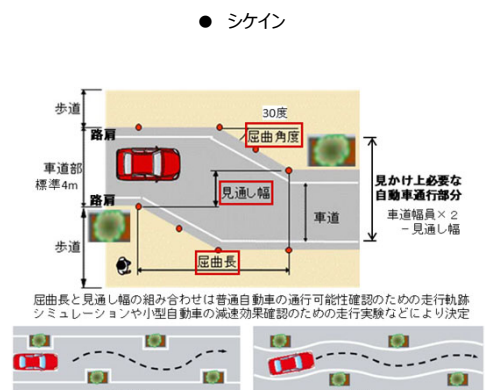 ● シケイン
歩道
路肩
30度
屈曲角度
車道部
標準4m
見通し幅
車道
見かけ上必要な
自動車通行部分
車道幅員×2
－見通し幅
路肩
歩道
屈曲長
屈曲長と見通し幅の組み合わせは普通自動車の通行可能性確認のための走行軌跡
シミュレーションや小型自動車の減速効果確認のための走行実験などにより決定